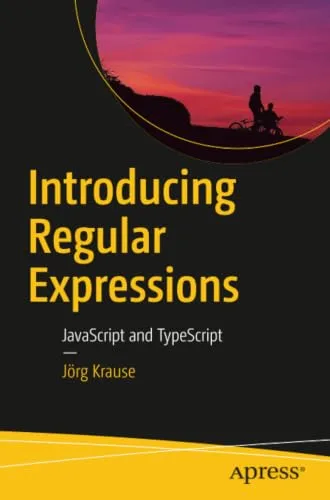 Introducing
Regular
Expressions
JavaScript and TypeScript
Jörg Krause
Apress®